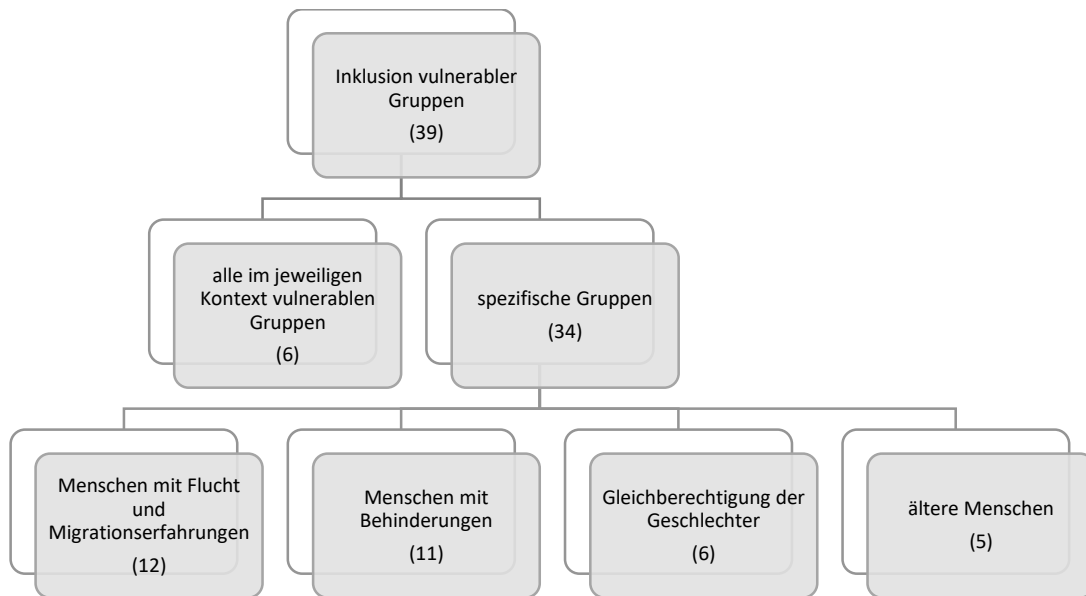 Inklusion vulnerabler
Gruppen
(39)
alle im jeweiligen
Kontext vulnerablen
Gruppen
(6)
spezifische Gruppen
(34)
Menschen mit Flucht
und
Migrationserfahrungen
(12)
Menschen mit
Behinderungen
(11)
Gleichberechtigung der
Geschlechter
(6)
ältere Menschen
(5)